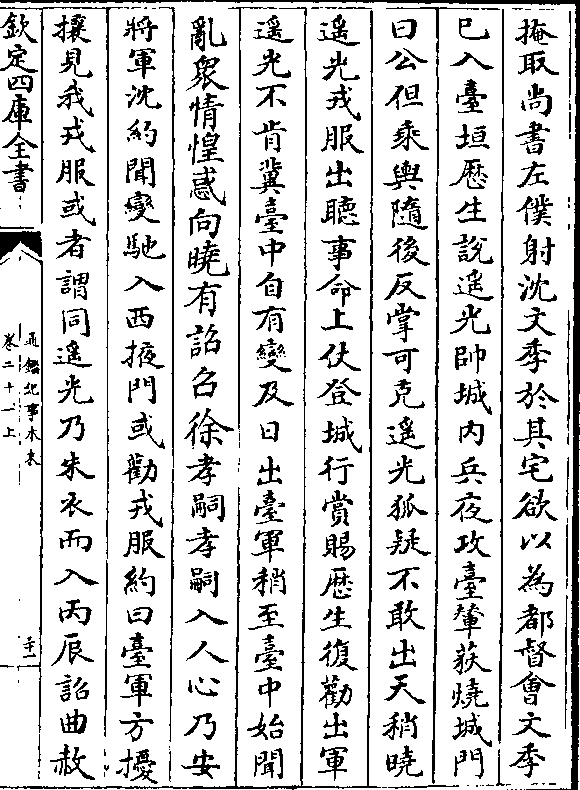 掩取尚書左僕射沈文季於其宅欲以為都督會文季
已入臺垣歴生說遥光帥城内兵夜攻臺輦荻燒城門
曰公但乘輿隨後反掌可克遥光狐疑不敢出天稍曉
遥光戎服出聽事命上仗登城行賞賜歴生復勸出軍
遥光不肯冀臺中自有變及日出臺軍稍至臺中始聞
亂衆情惶惑向曉有詔召徐孝嗣孝嗣入人心乃安
將軍沈約聞變馳入西掖門或勸戎服約曰臺軍方擾
攘見我戎服或者謂同遥光乃朱衣而入丙辰詔曲赦
欽定四庫全書
通鑑紀事本末
卷二十一上
二十一